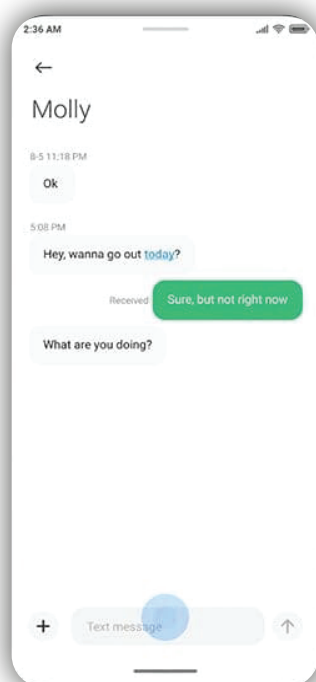 2:36 AM
Molly
8-5 11:18 PM
Ok
5:08 PM
Hey, wanna go out today?
Received
Sure, but not right now
What are you doing?
Text message